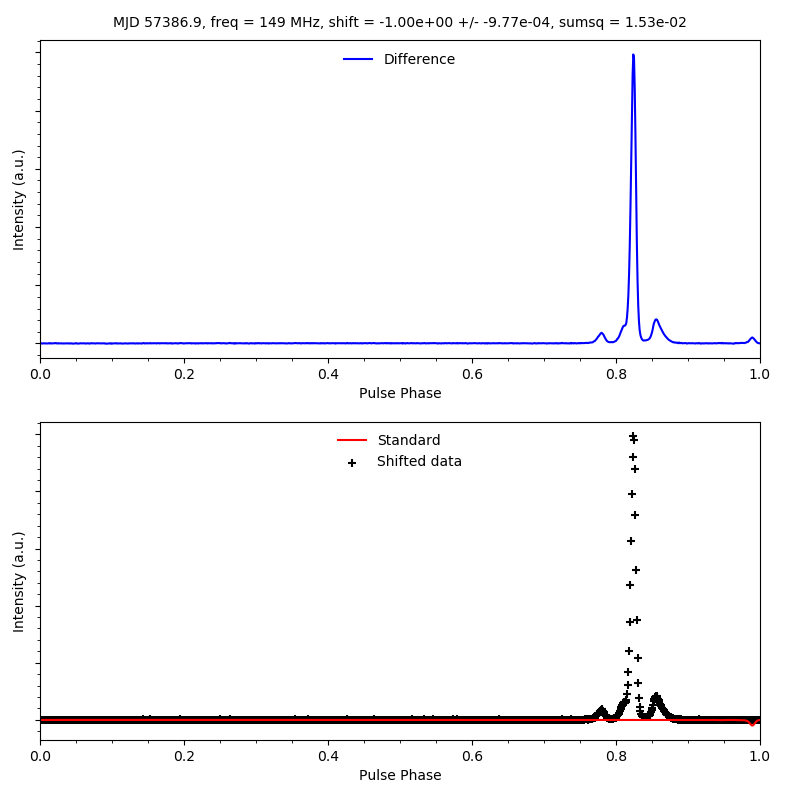 MJD 57386.9, freq = 149 MHz, shift = -1.00e+00 +/- -9.77e-04, sumsq = 1.53e-02
Difference
Intensity (a.u.)
0.0 0.2 0.4 0.6 0.8 1.0
Pulse Phase
Standard
Shifted data
Intensity (a.u.)
0.0 0.2 0.4 0.6 0.8 1.0
Pulse Phase